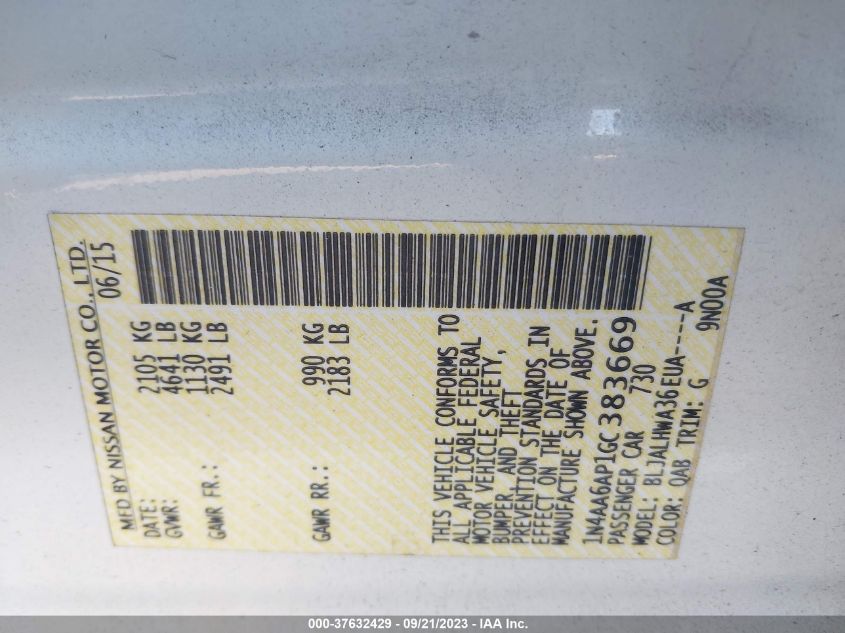 MFD BY NISSAN MOTOR CO., LTD.
DATE: 06/15
GVWR: 2105 KG
4641 LB
GAWR FR.: 1130 KG
2491 LB
GAWR RR.: 990 KG
2183 LB
THIS VEHICLE CONFORMS TO
ALL APPLICABLE FEDERAL
MOTOR VEHICLE SAFETY,
BUMPER, AND THEFT
PREVENTION STANDARDS IN
EFFECT ON THE DATE OF
MANUFACTURE SHOWN ABOVE.
1N4AA6AP1GC383669
PASSENGER CAR 730
MODEL: BLJALHWA36EUA----A
COLOR: QAB TRIM: G 9N00A
000-37632429 - 09/21/2023 - IAA Inc.